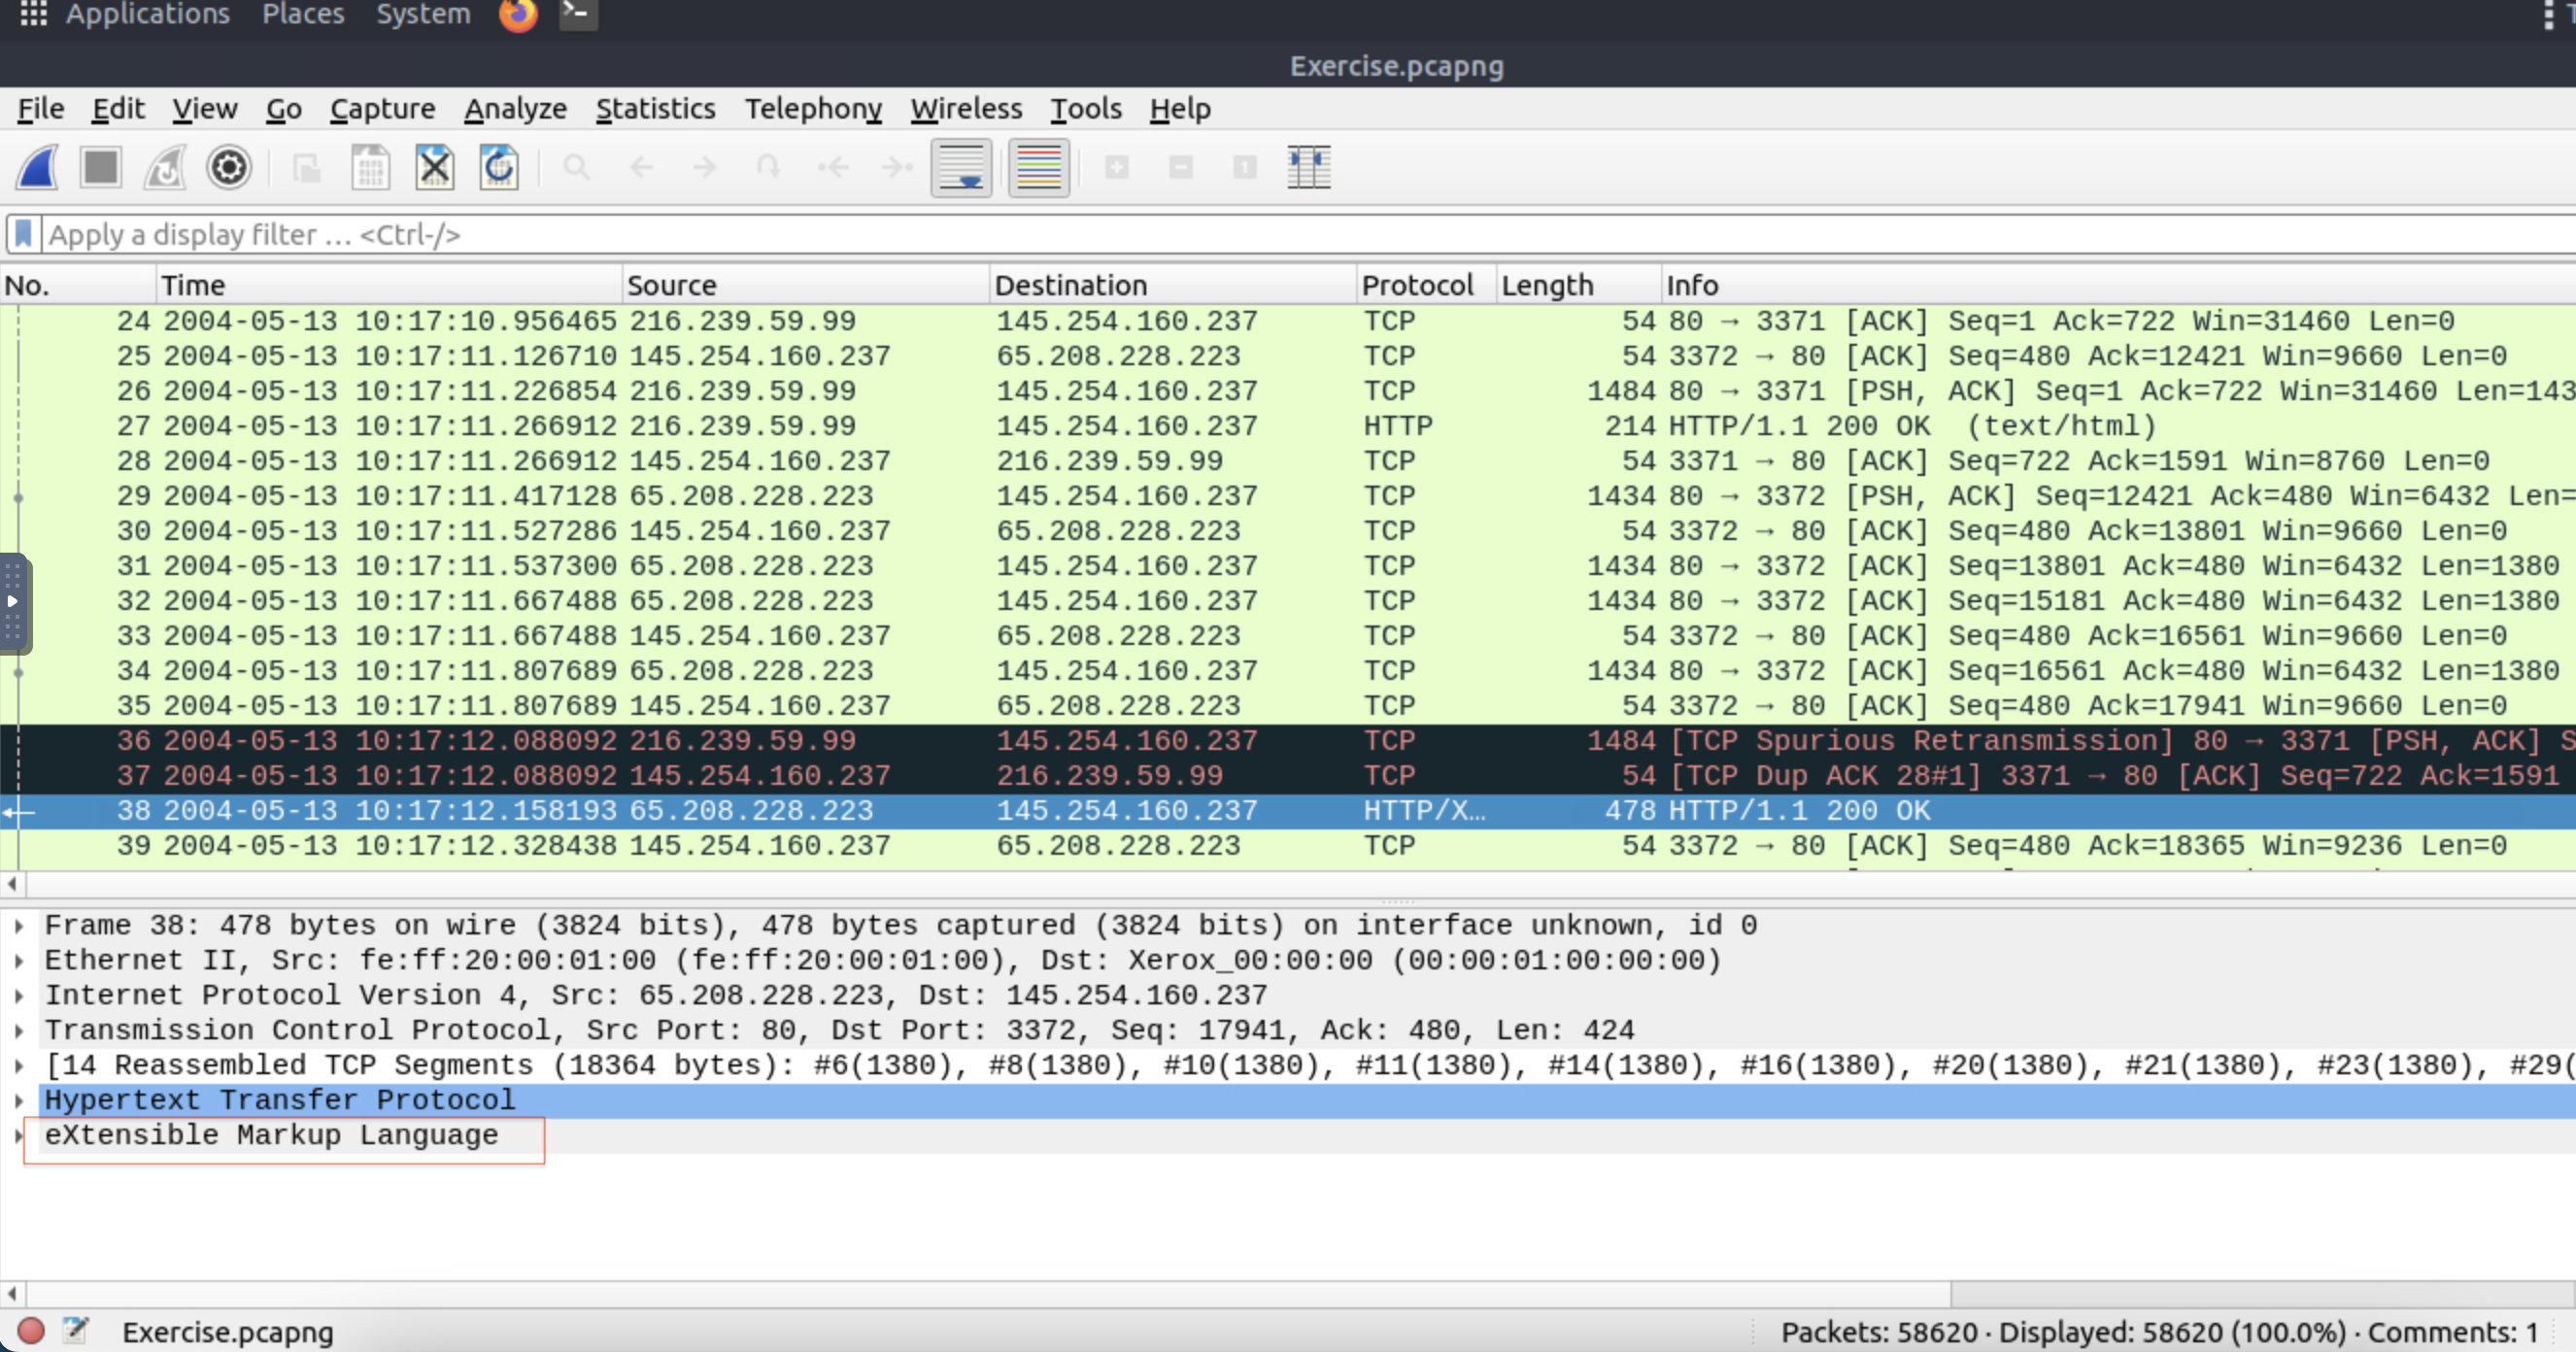 Applications Places System
Exercise.pcapng
File Edit View Go Capture Analyze Statistics Telephony Wireless Tools Help
Apply a display filter … <Ctrl-/>
No. Time Source Destination Protocol Length Info
24 2004-05-13 10:17:10.956465 216.239.59.99 145.254.160.237 TCP 54 80 → 3371 [ACK] Seq=1 Ack=722 Win=31460 Len=0
25 2004-05-13 10:17:11.126710 145.254.160.237 65.208.228.223 TCP 54 3372 → 80 [ACK] Seq=480 Ack=12421 Win=9660 Len=0
26 2004-05-13 10:17:11.226854 216.239.59.99 145.254.160.237 TCP 1484 80 → 3371 [PSH, ACK] Seq=1 Ack=722 Win=31460 Len=143
27 2004-05-13 10:17:11.266912 216.239.59.99 145.254.160.237 HTTP 214 HTTP/1.1 200 OK (text/html)
28 2004-05-13 10:17:11.266912 145.254.160.237 216.239.59.99 TCP 54 3371 → 80 [ACK] Seq=722 Ack=1591 Win=8760 Len=0
29 2004-05-13 10:17:11.417128 65.208.228.223 145.254.160.237 TCP 1434 80 → 3372 [PSH, ACK] Seq=12421 Ack=480 Win=6432 Len=
30 2004-05-13 10:17:11.527286 145.254.160.237 65.208.228.223 TCP 54 3372 → 80 [ACK] Seq=480 Ack=13801 Win=9660 Len=0
31 2004-05-13 10:17:11.537300 65.208.228.223 145.254.160.237 TCP 1434 80 → 3372 [ACK] Seq=13801 Ack=480 Win=6432 Len=1380
32 2004-05-13 10:17:11.667488 65.208.228.223 145.254.160.237 TCP 1434 80 → 3372 [ACK] Seq=15181 Ack=480 Win=6432 Len=1380
33 2004-05-13 10:17:11.667488 145.254.160.237 65.208.228.223 TCP 54 3372 → 80 [ACK] Seq=480 Ack=16561 Win=9660 Len=0
34 2004-05-13 10:17:11.807689 65.208.228.223 145.254.160.237 TCP 1434 80 → 3372 [ACK] Seq=16561 Ack=480 Win=6432 Len=1380
35 2004-05-13 10:17:11.807689 145.254.160.237 65.208.228.223 TCP 54 3372 → 80 [ACK] Seq=480 Ack=17941 Win=9660 Len=0
36 2004-05-13 10:17:12.088092 216.239.59.99 145.254.160.237 TCP 1484 [TCP Spurious Retransmission] 80 → 3371 [PSH, ACK] S
37 2004-05-13 10:17:12.088092 145.254.160.237 216.239.59.99 TCP 54 [TCP Dup ACK 28#1] 3371 → 80 [ACK] Seq=722 Ack=1591
38 2004-05-13 10:17:12.158193 65.208.228.223 145.254.160.237 HTTP/X… 478 HTTP/1.1 200 OK
39 2004-05-13 10:17:12.328438 145.254.160.237 65.208.228.223 TCP 54 3372 → 80 [ACK] Seq=480 Ack=18365 Win=9236 Len=0
Frame 38: 478 bytes on wire (3824 bits), 478 bytes captured (3824 bits) on interface unknown, id 0
Ethernet II, Src: fe:ff:20:00:01:00 (fe:ff:20:00:01:00), Dst: Xerox_00:00:00 (00:00:01:00:00:00)
Internet Protocol Version 4, Src: 65.208.228.223, Dst: 145.254.160.237
Transmission Control Protocol, Src Port: 80, Dst Port: 3372, Seq: 17941, Ack: 480, Len: 424
[14 Reassembled TCP Segments (18364 bytes): #6(1380), #8(1380), #10(1380), #11(1380), #14(1380), #16(1380), #20(1380), #21(1380), #23(1380), #29(
Hypertext Transfer Protocol
eXtensible Markup Language
Exercise.pcapng
Packets: 58620 · Displayed: 58620 (100.0%) · Comments: 1